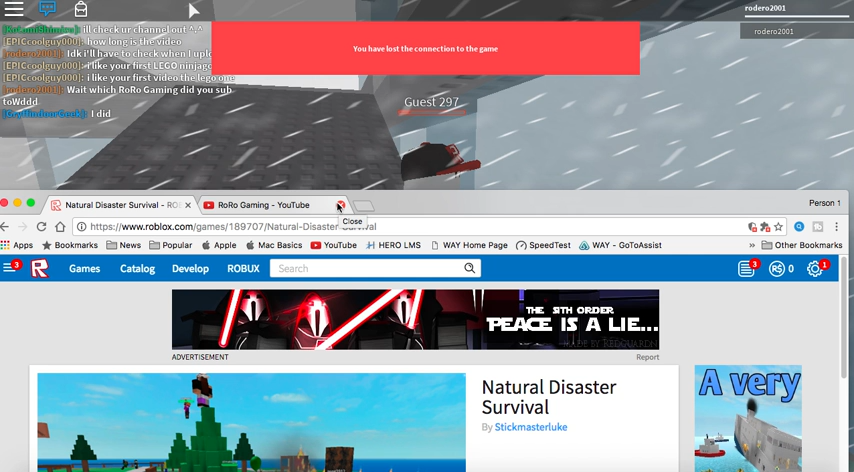 rodero2001
rodero2001
[RoConnShimics]: ill check ur channel out ^.^
[EPICcoolguy000]: how long is the video
[rodero2001]: Idk i'll have to check when I uplo
[EPICcoolguy000]: i like your first LEGO ninjago
[EPICcoolguy000]: i like your first video the lego one
[rodero2001]: Wait which RoRo Gaming did you sub
toWddd
[GryffindoorGeek]: I did
You have lost the connection to the game
Guest 297
Natural Disaster Survival - RO
RoRo Gaming - YouTube
Person 1
Close
https://www.roblox.com/games/189707/Natural-Disaster-Survival
Apps Bookmarks News Popular Apple Mac Basics YouTube HERO LMS WAY Home Page SpeedTest WAY - GoToAssist » Other Bookmarks
3 R Games Catalog Develop ROBUX Search 3 R$ 0 1
THE SITH ORDER
PEACE IS A LIE...
MADE BY REDGUARDN
ADVERTISEMENT
Report
Natural Disaster
Survival
By Stickmasterluke
A very